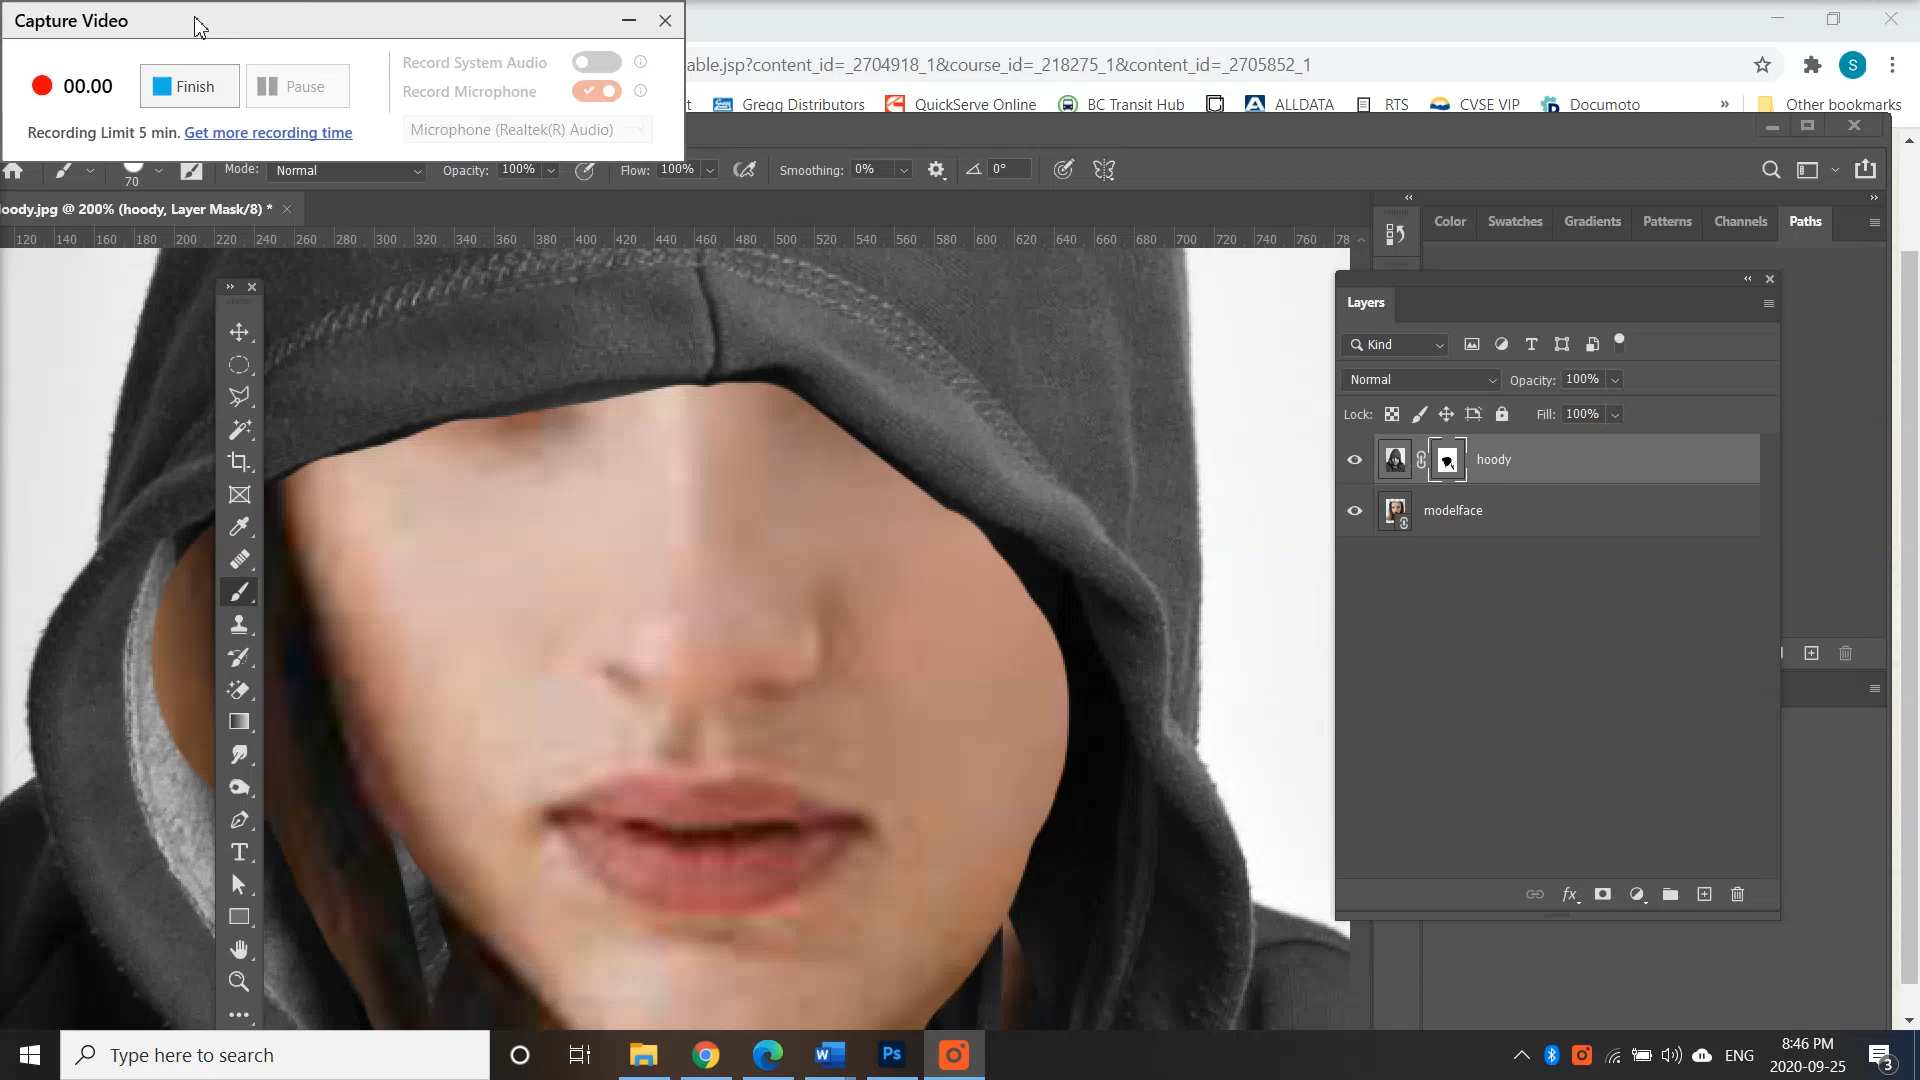 Capture Video
00.00
Finish
Pause
Record System Audio
Record Microphone
Recording Limit 5 min. Get more recording time
Microphone (Realtek(R) Audio)
able.jsp?content_id=_2704918_1&course_id=_218275_1&content_id=_2705852_1
S
t
Gregg Distributors
QuickServe Online
BC Transit Hub
ALLDATA
RTS
CVSE VIP
Documoto
»
Other bookmarks
70
Mode: Normal
Opacity: 100%
Flow: 100%
Smoothing: 0%
0°
oody.jpg @ 200% (hoody, Layer Mask/8) *
120 140 160 180 200 220 240 260 280 300 320 340 360 380 400 420 440 460 480 500 520 540 560 580 600 620 640 660 680 700 720 740 760 78
Color
Swatches
Gradients
Patterns
Channels
Paths
Layers
Kind
Normal
Opacity: 100%
Lock:
Fill: 100%
hoody
modelface
fx
Type here to search
Ps
ENG
8:46 PM
2020-09-25
3